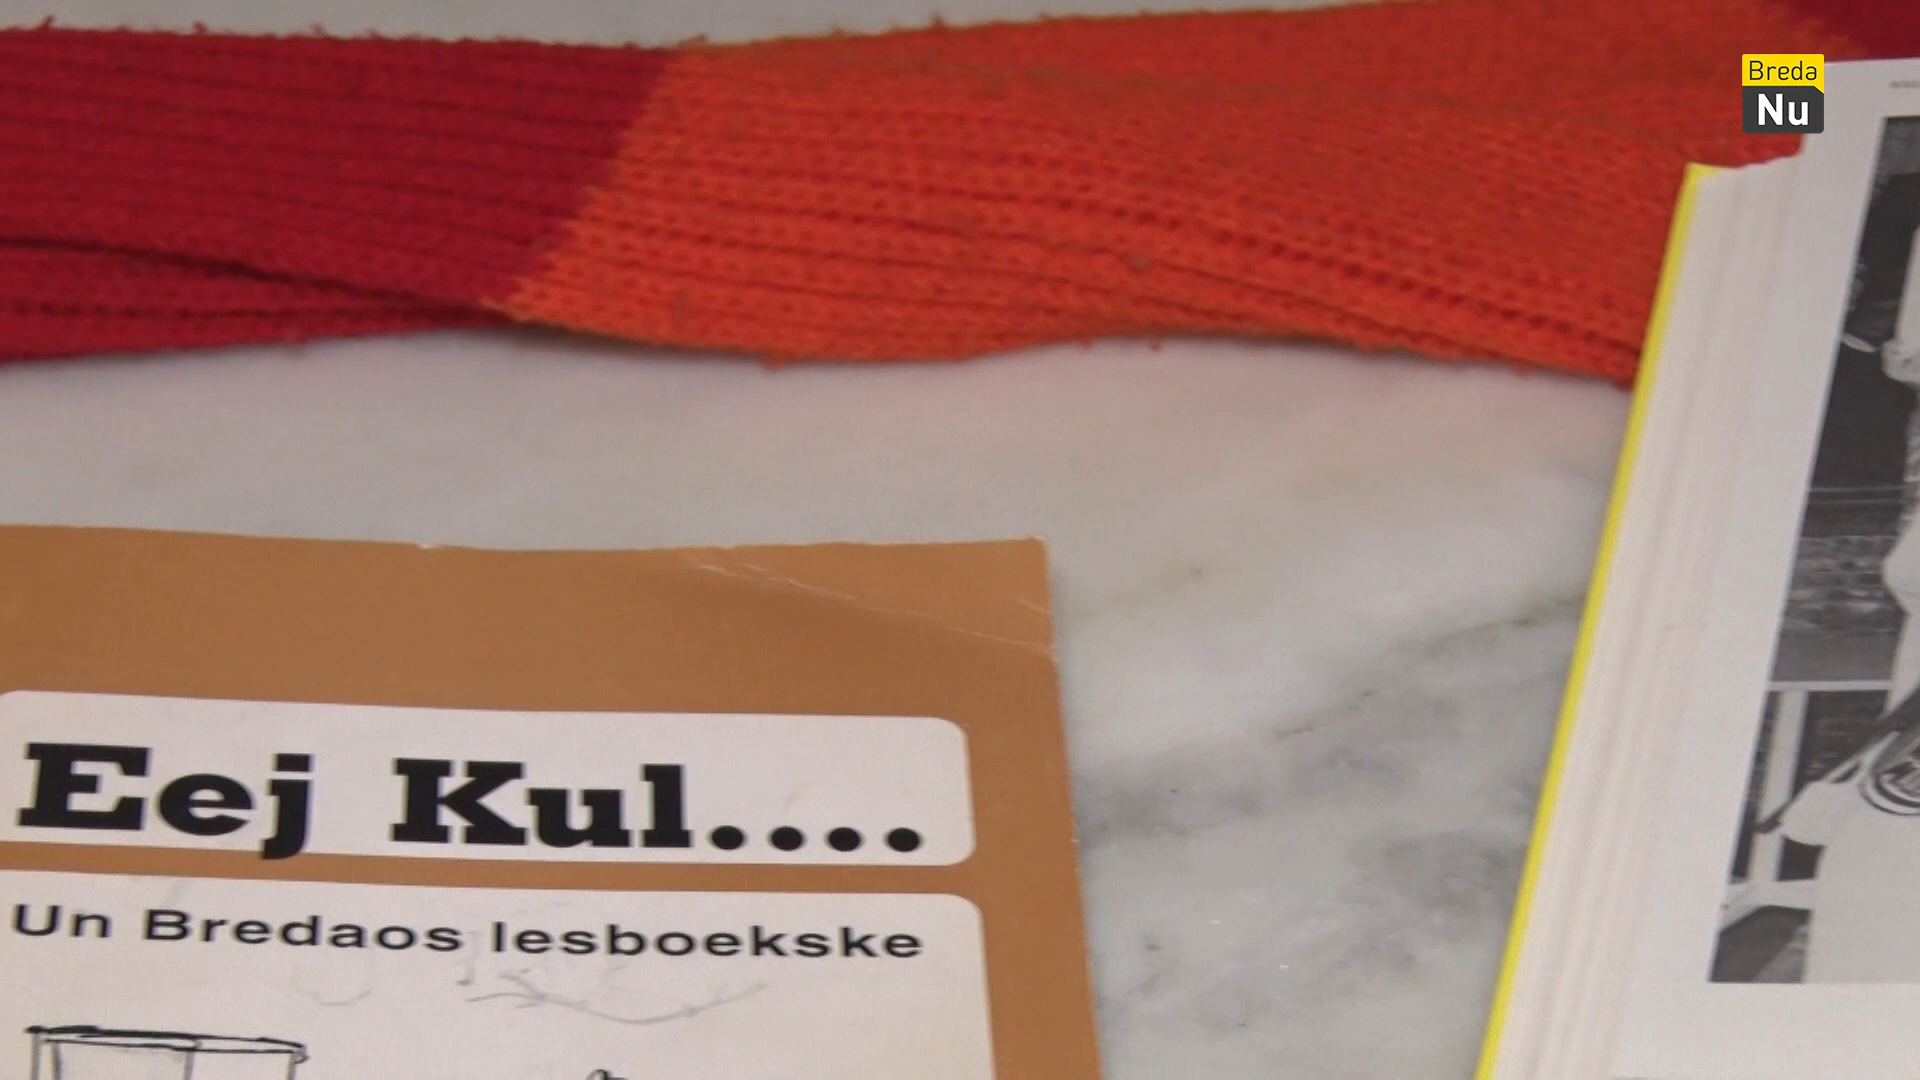 Breda
Nu
Eej Kul....
Un Bredaos lesboekske